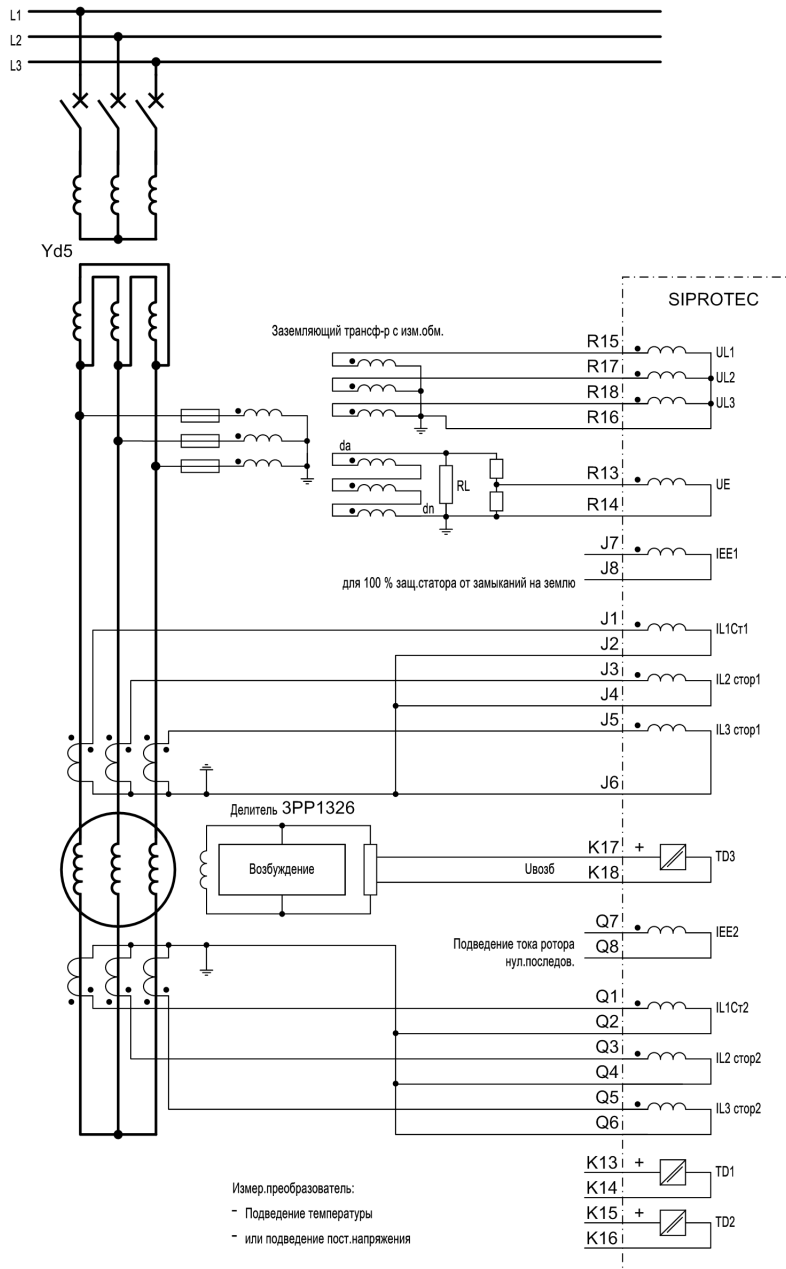 L1
L2
L3
Yd5
SIPROTEC
Заземляющий трансф-р с изм.обм.
R15
UL1
R17
UL2
R18
UL3
R16
da
RL
dn
R13
UE
R14
J7
IEE1
J8
для 100 % защ.статора от замыканий на землю
J1
IL1Ст1
J2
J3
IL2 стор1
J4
J5
IL3 стор1
J6
Делитель 3PP1326
Возбуждение
Uвозб
K17
+
TD3
K18
Q7
IEE2
Подведение тока ротора
нул.последов.
Q8
Q1
IL1Ст2
Q2
Q3
IL2 стор2
Q4
Q5
IL3 стор2
Q6
K13
+
TD1
K14
K15
+
TD2
K16
Измер.преобразователь:
- Подведение температуры
- или подведение пост.напряжения